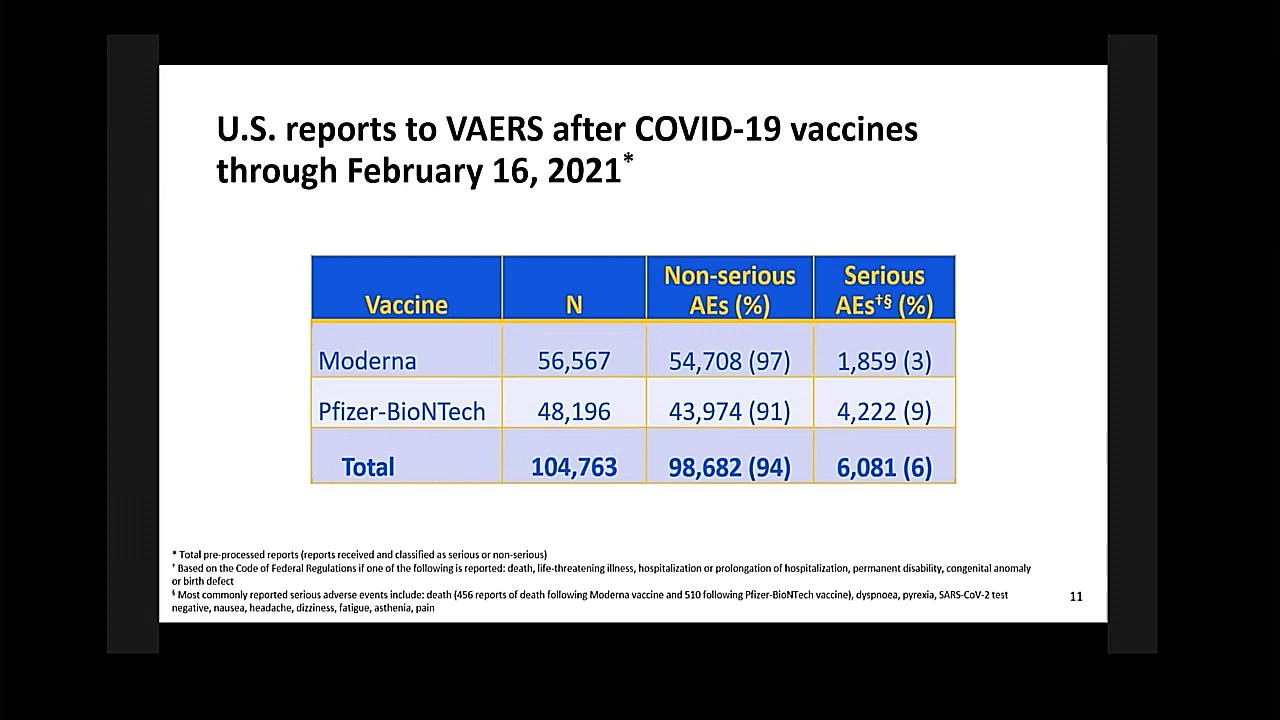 U.S. reports to VAERS after COVID-19 vaccines
through February 16, 2021*
Vaccine N Non-serious AEs (%) Serious AEs†§ (%)
Moderna 56,567 54,708 (97) 1,859 (3)
Pfizer-BioNTech 48,196 43,974 (91) 4,222 (9)
Total 104,763 98,682 (94) 6,081 (6)
* Total pre-processed reports (reports received and classified as serious or non-serious)
† Based on the Code of Federal Regulations if one of the following is reported: death, life-threatening illness, hospitalization or prolongation of hospitalization, permanent disability, congenital anomaly
or birth defect
§ Most commonly reported serious adverse events include: death (456 reports of death following Moderna vaccine and 510 following Pfizer-BioNTech vaccine), dyspnoea, pyrexia, SARS-CoV-2 test
negative, nausea, headache, dizziness, fatigue, asthenia, pain
11